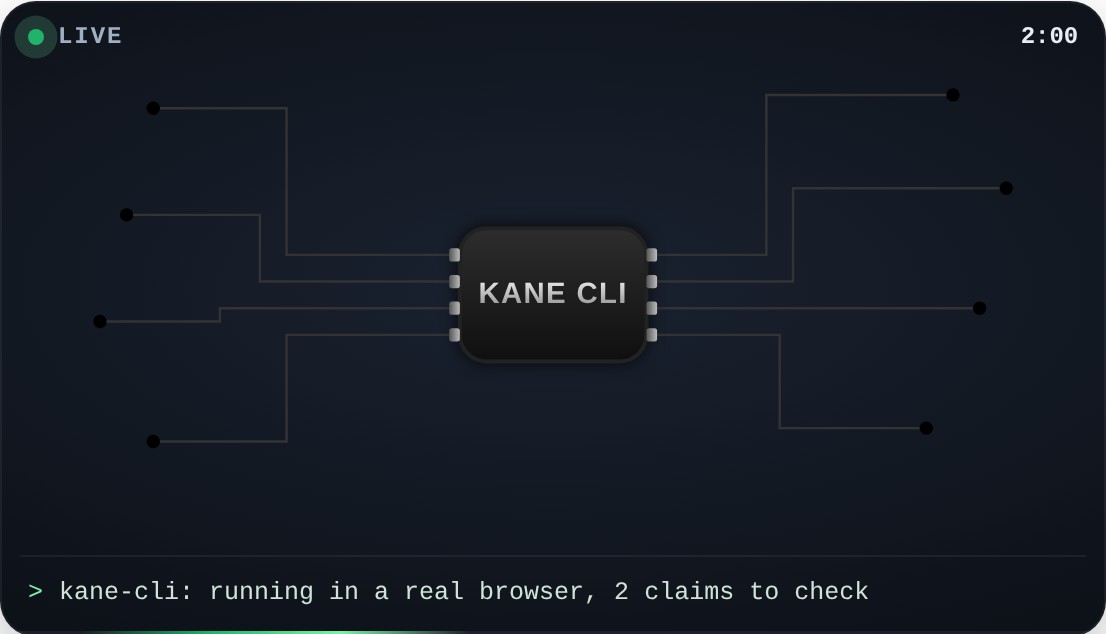 LIVE
2:00
KANE CLI
> kane-cli: running in a real browser, 2 claims to check